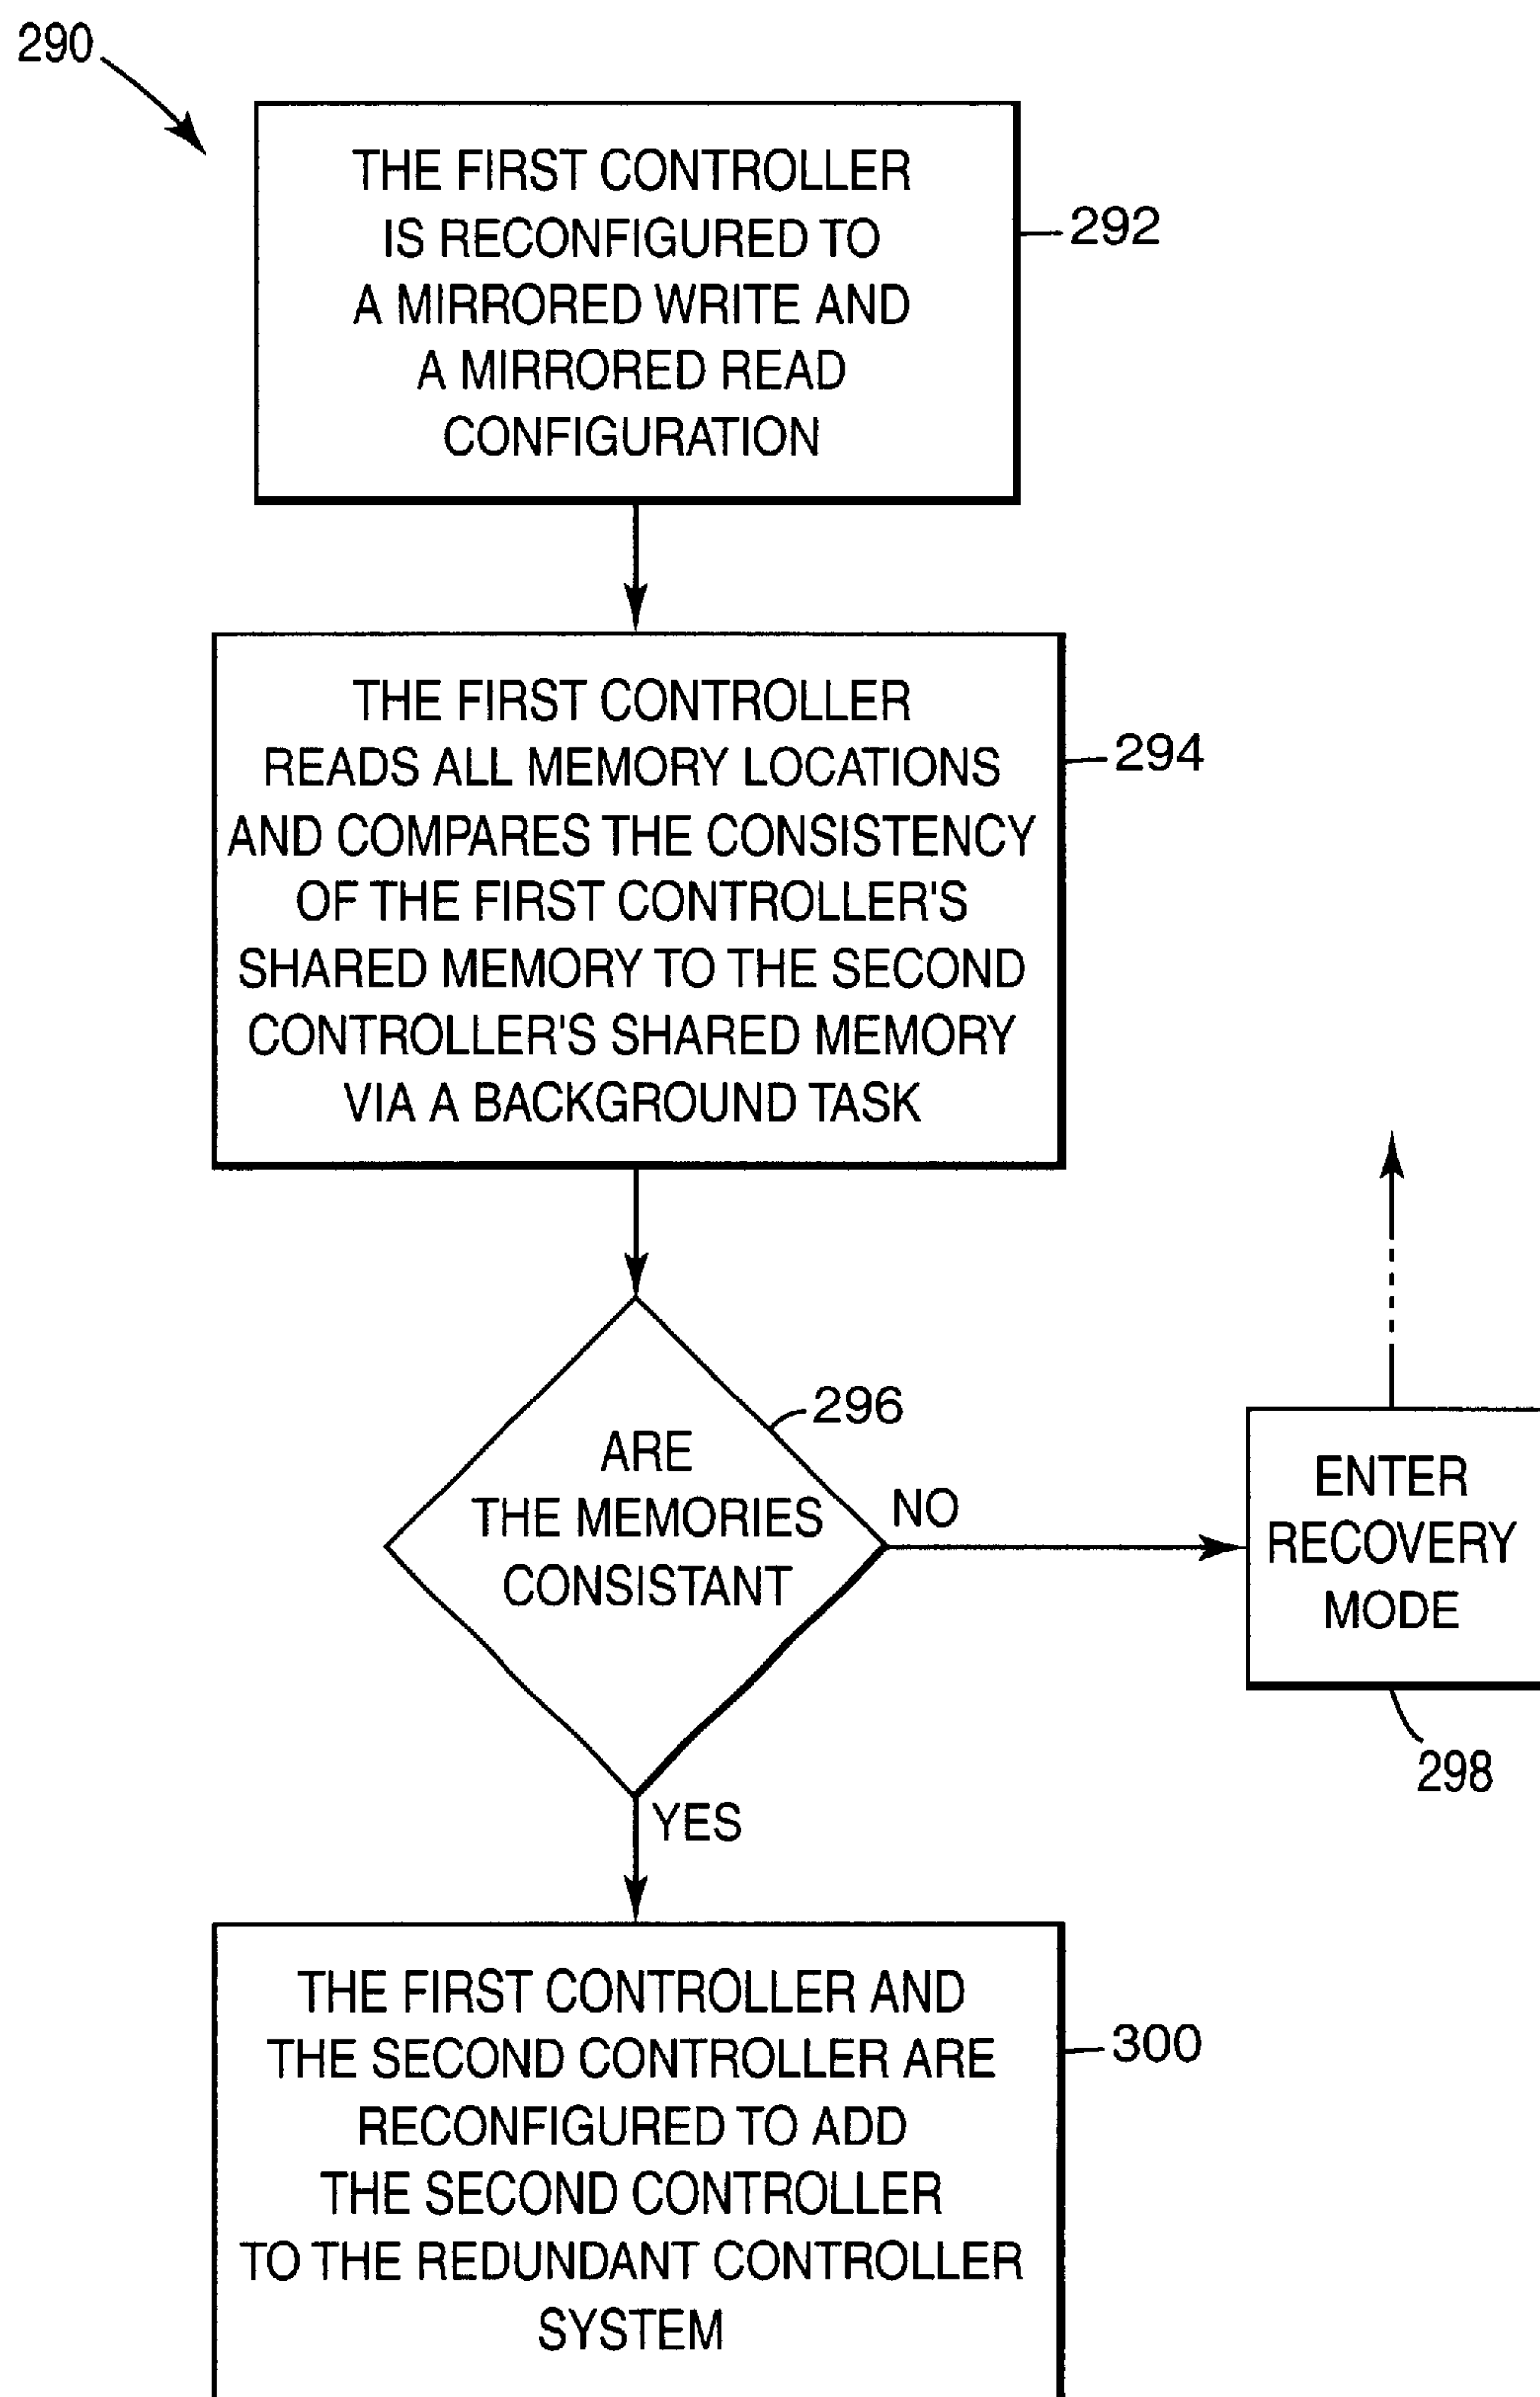 290
THE FIRST CONTROLLER
IS RECONFIGURED TO
A MIRRORED WRITE AND
A MIRRORED READ
CONFIGURATION
292
THE FIRST CONTROLLER
READS ALL MEMORY LOCATIONS
AND COMPARES THE CONSISTENCY
OF THE FIRST CONTROLLER'S
SHARED MEMORY TO THE SECOND
CONTROLLER'S SHARED MEMORY
VIA A BACKGROUND TASK
294
ARE
THE MEMORIES
CONSISTANT
296
NO
ENTER
RECOVERY
MODE
298
YES
THE FIRST CONTROLLER AND
THE SECOND CONTROLLER ARE
RECONFIGURED TO ADD
THE SECOND CONTROLLER
TO THE REDUNDANT CONTROLLER
SYSTEM
300